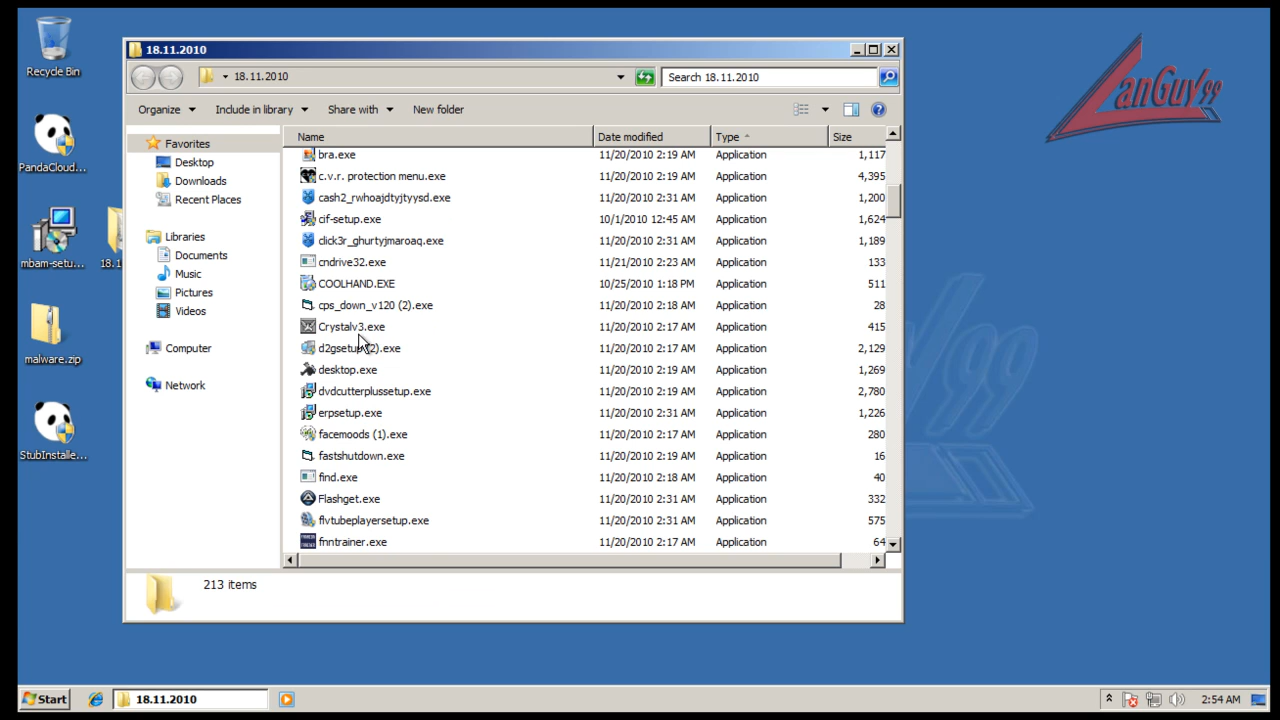 18.11.2010
18.11.2010
Search 18.11.2010
Organize Include in library Share with New folder
Name Date modified Type Size
Favorites
Desktop
Downloads
Recent Places
Libraries
Documents
Music
Pictures
Videos
Computer
Network
bra.exe 11/20/2010 2:19 AM Application 1,117
c.v.r. protection menu.exe 11/20/2010 2:19 AM Application 4,395
cash2_rwhoajdtyjtyysd.exe 11/20/2010 2:31 AM Application 1,200
cif-setup.exe 10/1/2010 12:45 AM Application 1,624
click3r_ghurtyjmaroaq.exe 11/20/2010 2:31 AM Application 1,189
cndrive32.exe 11/21/2010 2:23 AM Application 133
COOLHAND.EXE 10/25/2010 1:18 PM Application 511
cps_down_v120 (2).exe 11/20/2010 2:18 AM Application 28
Crystalv3.exe 11/20/2010 2:17 AM Application 415
d2gsetup (2).exe 11/20/2010 2:17 AM Application 2,129
desktop.exe 11/20/2010 2:19 AM Application 1,269
dvdcutterplussetup.exe 11/20/2010 2:17 AM Application 2,780
erpsetup.exe 11/20/2010 2:31 AM Application 1,226
facemoods (1).exe 11/20/2010 2:17 AM Application 280
fastshutdown.exe 11/20/2010 2:19 AM Application 16
find.exe 11/20/2010 2:19 AM Application 40
Flashget.exe 11/20/2010 2:31 AM Application 332
flvtubeplayersetup.exe 11/20/2010 2:31 AM Application 575
fnntrainer.exe 11/20/2010 2:17 AM Application 64
213 items
Recycle Bin
PandaCloud...
mbam-setu...
18.1
malware.zip
StubInstalle...
LanGuy99
Start
18.11.2010
2:54 AM